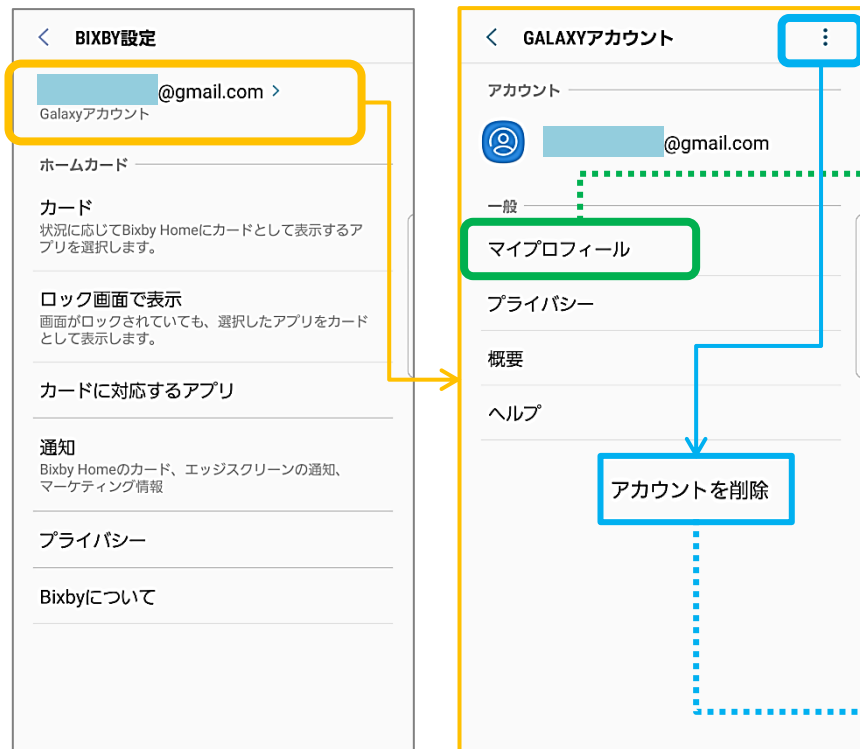 BIXBY設定
@gmail.com
Galaxyアカウント
ホームカード
カード
状況に応じてBixby Homeにカードとして表示するア
プリを選択します。
ロック画面で表示
画面がロックされていても、選択したアプリをカード
として表示します。
カードに対応するアプリ
通知
Bixby Homeのカード、エッジスクリーンの通知、
マーケティング情報
プライバシー
Bixbyについて
GALAXYアカウント
アカウント
@gmail.com
一般
マイプロフィール
プライバシー
概要
ヘルプ
アカウントを削除